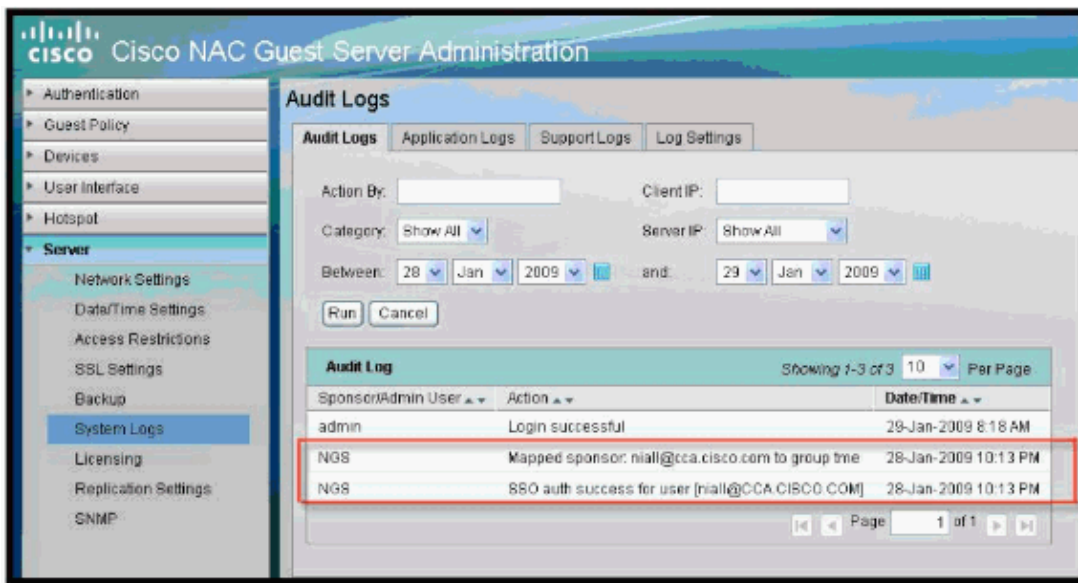 cisco Cisco NAC Guest Server Administration
Authentication
Guest Policy
Devices
User Interface
Hotspot
Server
Network Settings
Date/Time Settings
Access Restrictions
SSL Settings
Backup
System Logs
Licensing
Replication Settings
SNMP
Audit Logs
Audit Logs Application Logs Support Logs Log Settings
Action By: Client IP:
Category: Show All Server IP: Show All
Between: 28 Jan 2009 and: 29 Jan 2009
Run Cancel
Audit Log Showing 1-3 of 3 10 Per Page
Sponsor/Admin User Action Date/Time
admin Login successful 29-Jan-2009 8:18 AM
NGS Mapped sponsor: niall@cca.cisco.com to group tme 28-Jan-2009 10:13 PM
NGS SSO auth success for user [niall@CCA.CISCO.COM] 28-Jan-2009 10:13 PM
Page 1 of 1